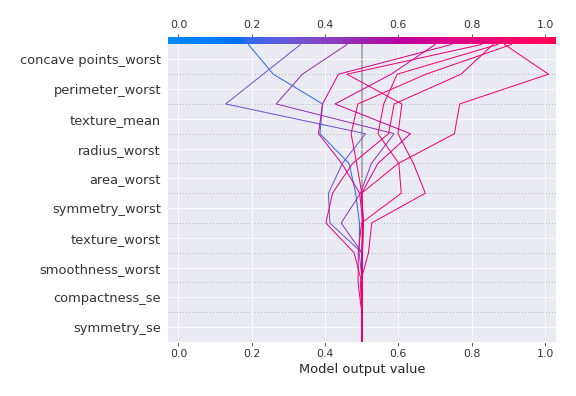 0.0 0.2 0.4 0.6 0.8 1.0
concave points_worst
perimeter_worst
texture_mean
radius_worst
area_worst
symmetry_worst
texture_worst
smoothness_worst
compactness_se
symmetry_se
0.0 0.2 0.4 0.6 0.8 1.0
Model output value